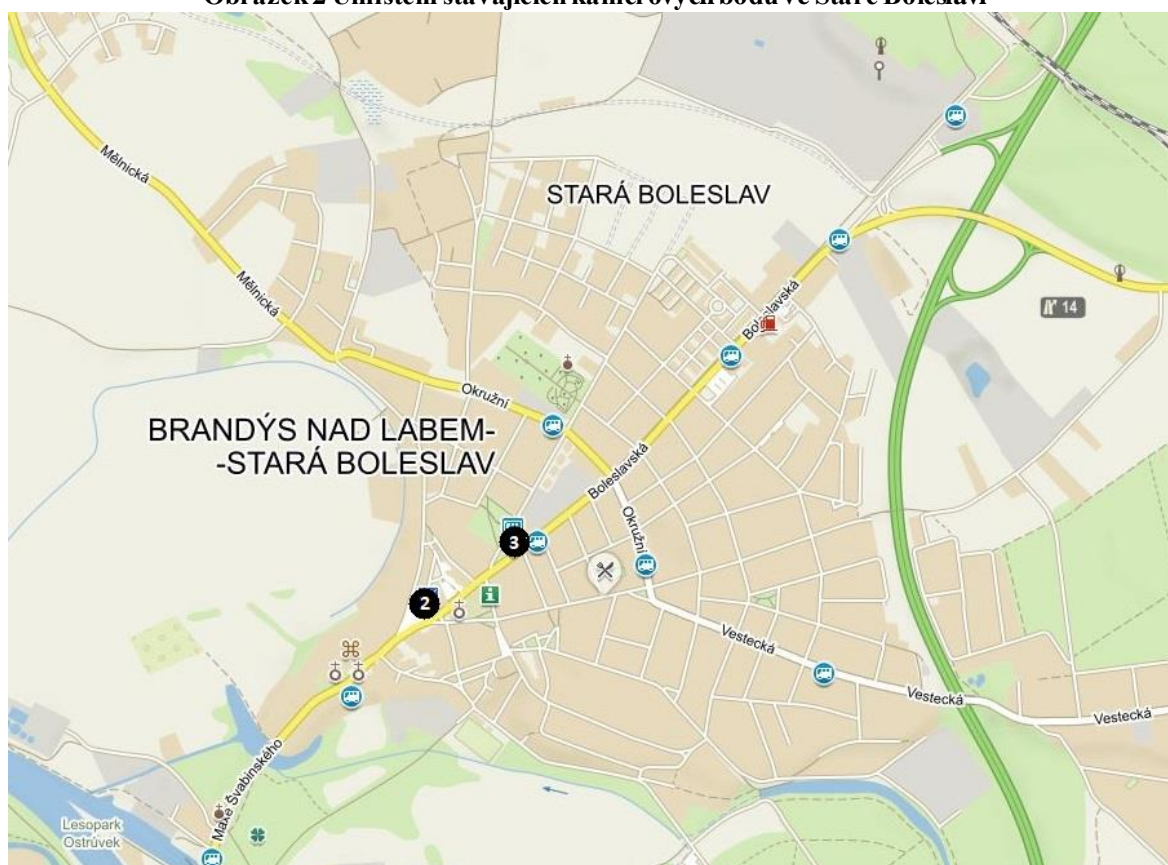 Obrázek 2 Umístění stávajících kamerových bodů ve Staré Boleslavi
Mělnická
STARÁ BOLESLAV
Mělnická
Boleslavská
14
Okružní
BRANDÝS NAD LABEM-
-STARÁ BOLESLAV
Boleslavská
Okružní
3
2
Vestecká
Vestecká
Vestecká
Maxe Švabinského
Lesopark
Ostrůvek